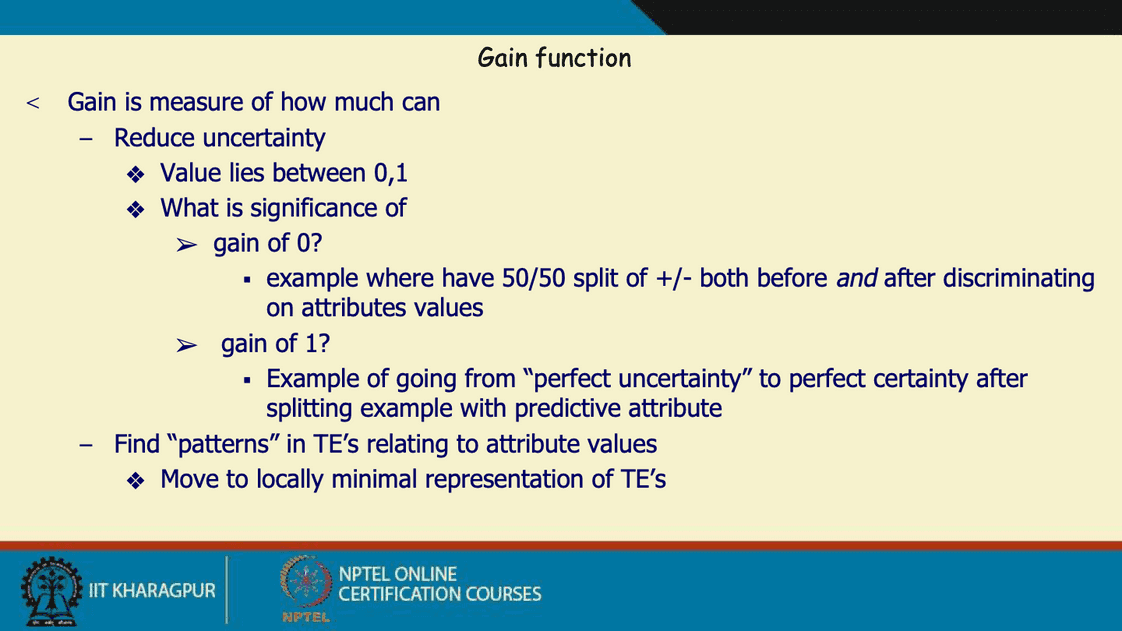 Gain function
< Gain is measure of how much can
– Reduce uncertainty
❖ Value lies between 0,1
❖ What is significance of
➢ gain of 0?
▪ example where have 50/50 split of +/- both before and after discriminating
on attributes values
➢ gain of 1?
▪ Example of going from “perfect uncertainty” to perfect certainty after
splitting example with predictive attribute
– Find “patterns” in TE’s relating to attribute values
❖ Move to locally minimal representation of TE’s
IIT KHARAGPUR
NPTEL
NPTEL ONLINE
CERTIFICATION COURSES